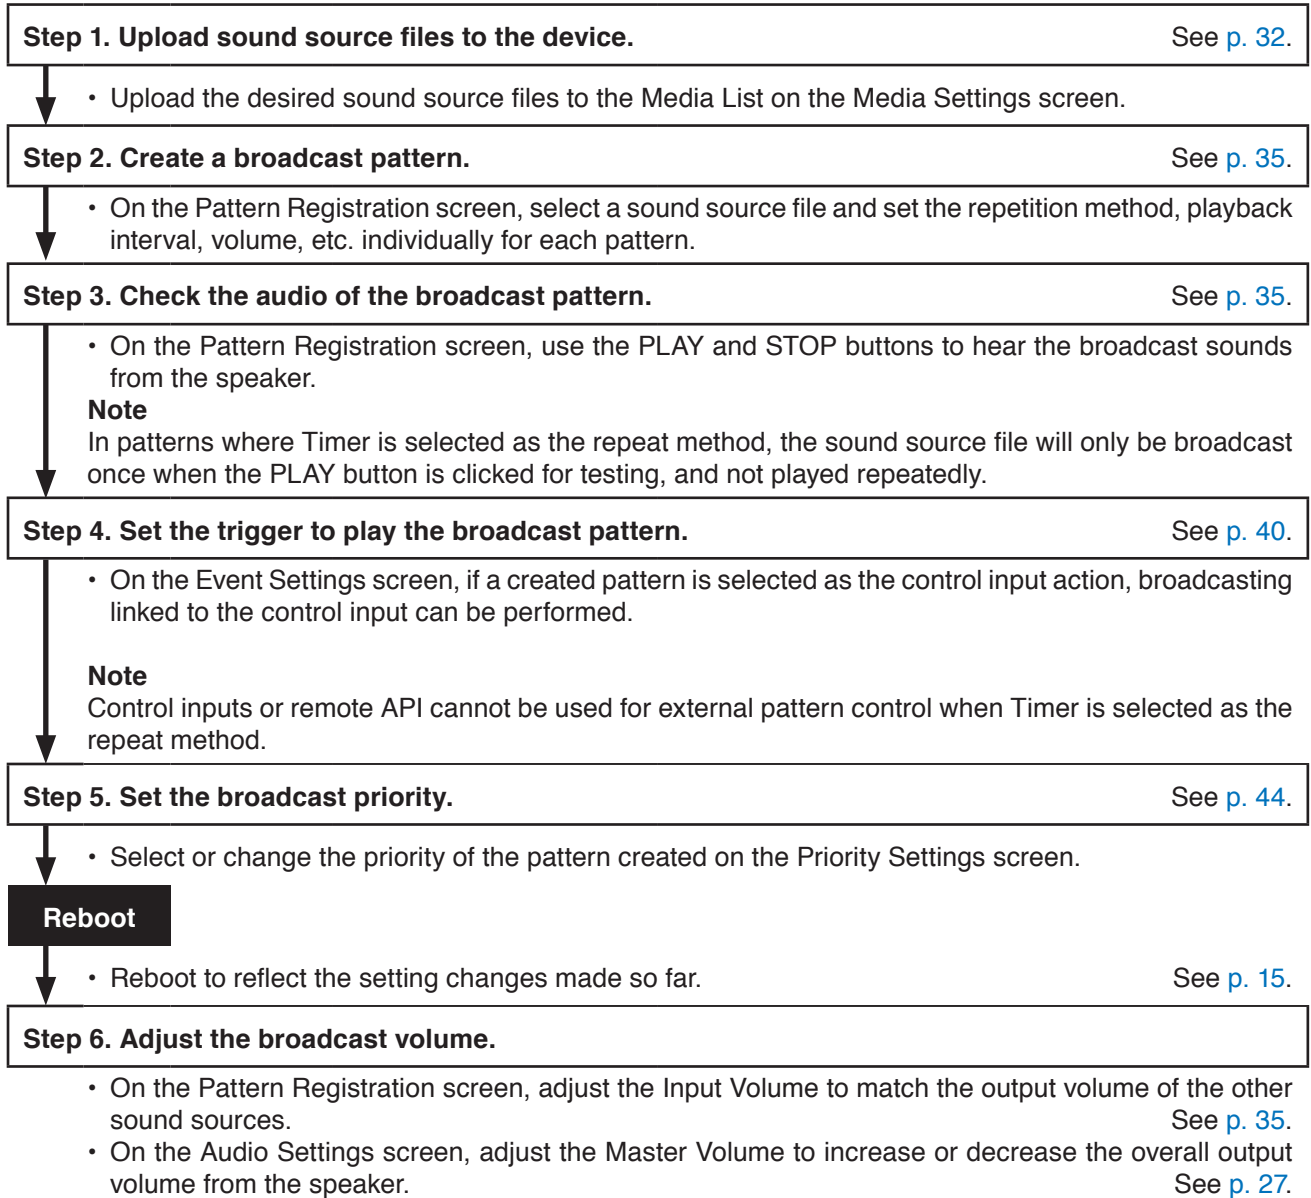 Step 1. Upload sound source files to the device. See p. 32.
• Upload the desired sound source files to the Media List on the Media Settings screen.
Step 2. Create a broadcast pattern. See p. 35.
• On the Pattern Registration screen, select a sound source file and set the repetition method, playback
interval, volume, etc. individually for each pattern.
Step 3. Check the audio of the broadcast pattern. See p. 35.
• On the Pattern Registration screen, use the PLAY and STOP buttons to hear the broadcast sounds
from the speaker.
Note
In patterns where Timer is selected as the repeat method, the sound source file will only be broadcast
once when the PLAY button is clicked for testing, and not played repeatedly.
Step 4. Set the trigger to play the broadcast pattern. See p. 40.
• On the Event Settings screen, if a created pattern is selected as the control input action, broadcasting
linked to the control input can be performed.
Note
Control inputs or remote API cannot be used for external pattern control when Timer is selected as the
repeat method.
Step 5. Set the broadcast priority. See p. 44.
• Select or change the priority of the pattern created on the Priority Settings screen.
Reboot
• Reboot to reflect the setting changes made so far. See p. 15.
Step 6. Adjust the broadcast volume.
• On the Pattern Registration screen, adjust the Input Volume to match the output volume of the other
sound sources. See p. 35.
• On the Audio Settings screen, adjust the Master Volume to increase or decrease the overall output
volume from the speaker. See p. 27.